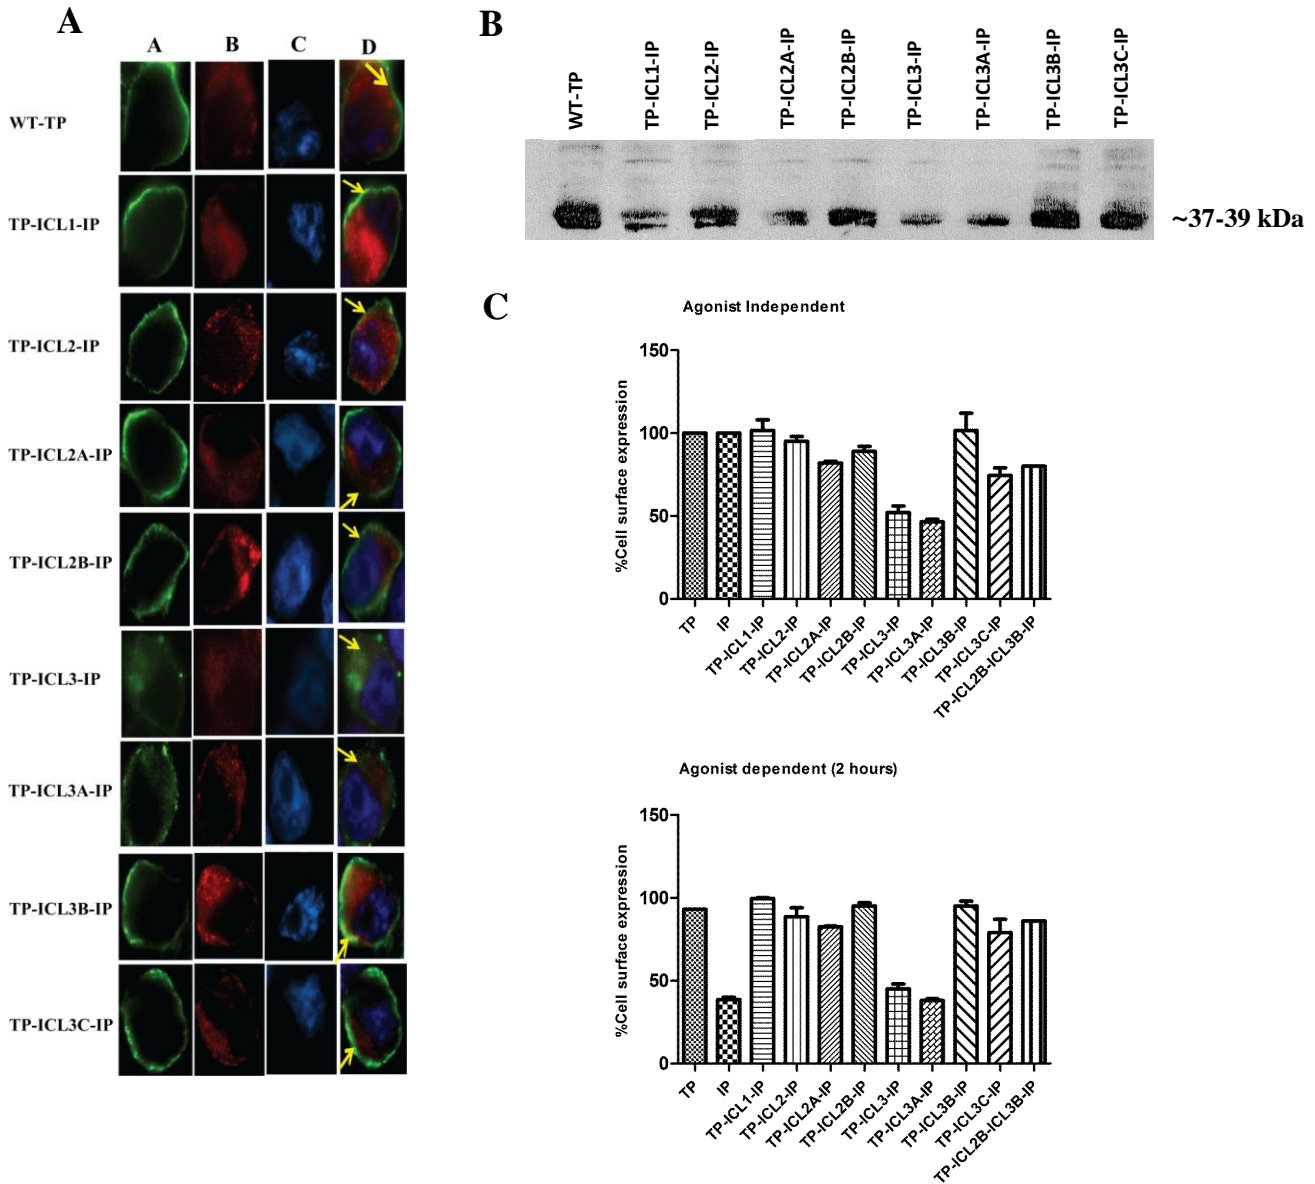 A
A B C D
WT-TP
TP-ICL1-IP
TP-ICL2-IP
TP-ICL2A-IP
TP-ICL2B-IP
TP-ICL3-IP
TP-ICL3A-IP
TP-ICL3B-IP
TP-ICL3C-IP
B
WT-TP
TP-ICL1-IP
TP-ICL2-IP
TP-ICL2A-IP
TP-ICL2B-IP
TP-ICL3-IP
TP-ICL3A-IP
TP-ICL3B-IP
TP-ICL3C-IP
~37-39 kDa
C
Agonist Independent
%Cell surface expression
150
100
50
0
TP
IP
TP-ICL1-IP
TP-ICL2-IP
TP-ICL2A-IP
TP-ICL2B-IP
TP-ICL3-IP
TP-ICL3A-IP
TP-ICL3B-IP
TP-ICL3C-IP
TP-ICL2B-ICL3B-IP
Agonist dependent (2 hours)
%Cell surface expression
150
100
50
0
TP
IP
TP-ICL1-IP
TP-ICL2-IP
TP-ICL2A-IP
TP-ICL2B-IP
TP-ICL3-IP
TP-ICL3A-IP
TP-ICL3B-IP
TP-ICL3C-IP
TP-ICL2B-ICL3B-IP